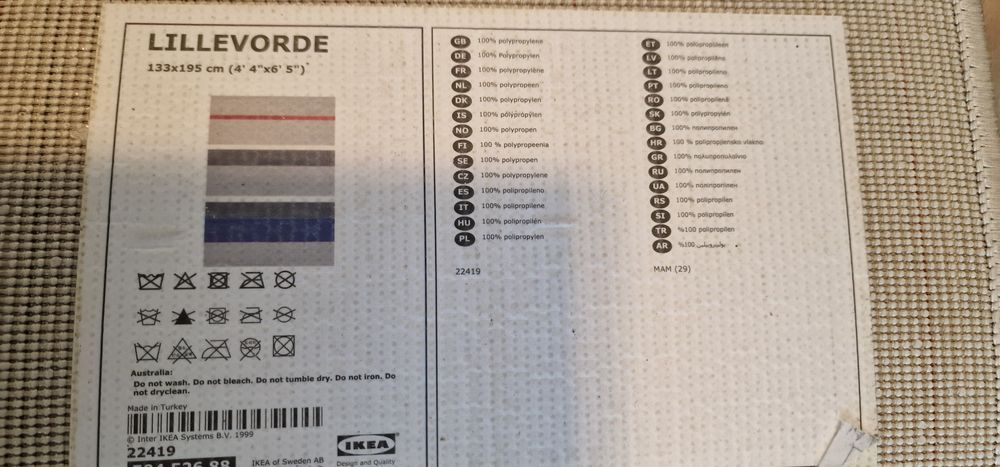 LILLEVORDE
133x195 cm (4' 4"x6' 5")
Australia:
Do not wash. Do not bleach. Do not tumble dry. Do not iron. Do
not dryclean.
Made in Turkey
© Inter IKEA Systems B.V. 1999
22419
IKEA of Sweden AB
IKEA
Design and Quality
GB 100% polypropylene
DE 100% Polypropylen
FR 100% polypropylène
NL 100% polypropeen
DK 100% polypropylen
IS 100% pólýprópýlen
NO 100% polypropen
FI 100 % polypropeenia
SE 100% polypropen
CZ 100% polypropylene
ES 100% polipropileno
IT 100% polipropilene
HU 100% polipropilén
PL 100% polipropylen
22419
ET 100% polüpropüleen
LV 100% polipropilēns
LT 100% polipropileno
PT 100% polipropileno
RO 100% polipropilenă
SK 100% polypropylén
BG 100% полипропилен
HR 100 % polipropilensko vlakno
GR 100% πολυπροπυλαίνιο
RU 100% полипропилен
UA 100% поліпропілен
RS 100% polipropilen
SI 100% polipropilen
TR %100 polipropilen
AR %100 بوليبروبيلين
MAM (29)